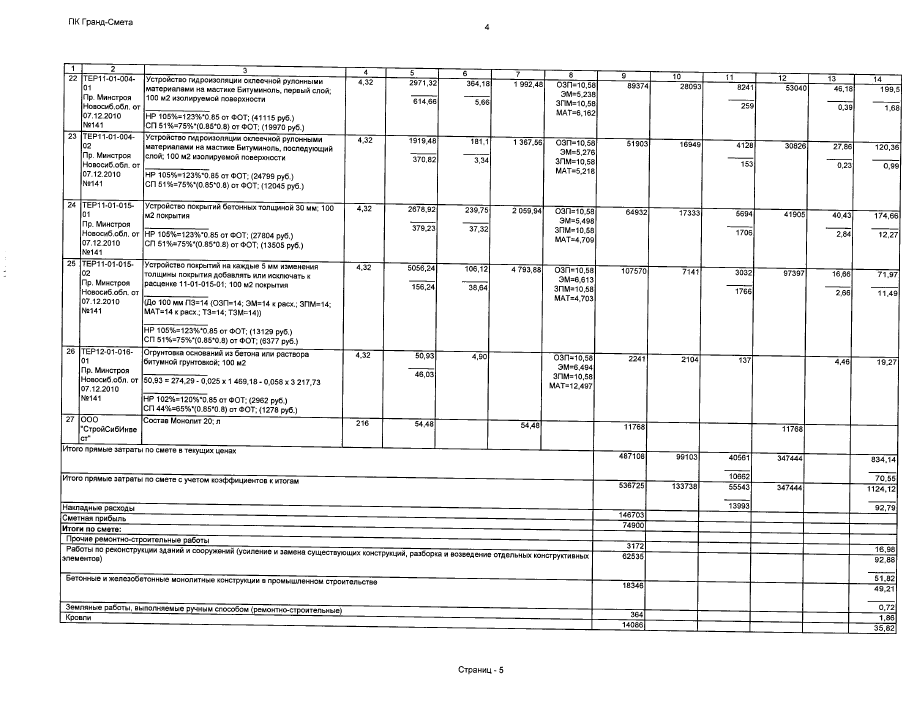 ПК Гранд-Смета
4
1 2 3 4 5 6 7 8 9 10 11 12 13 14
22 ТЕР11-01-004-01 Пр. Минстроя Новосиб.обл. от 07.12.2010 №141
Устройство гидроизоляции оклеечной рулонными
материалами на мастике Битуминоль, первый слой;
100 м2 изолируемой поверхности
НР 105%=123%*0.85 от ФОТ; (41115 руб.)
СП 51%=75%*(0.85*0.8) от ФОТ; (19970 руб.)
4,32 2971,32 364,18 1 992,48 ОЗП=10,58 89374 28093 8241 53040 46,18 199,5
614,66 5,66 ЭМ=5,238 ЗПМ=10,58 МАТ=6,162 259 0,39 1,68
23 ТЕР11-01-004-02 Пр. Минстроя Новосиб.обл. от 07.12.2010 №141
Устройство гидроизоляции оклеечной рулонными
материалами на мастике Битуминоль, последующий
слой; 100 м2 изолируемой поверхности
НР 105%=123%*0.85 от ФОТ; (24799 руб.)
СП 51%=75%*(0.85*0.8) от ФОТ; (12045 руб.)
4,32 1919,48 181,1 1 367,56 ОЗП=10,58 51903 16949 4128 30826 27,86 120,36
370,82 3,34 ЭМ=5,276 ЗПМ=10,58 МАТ=5,218 153 0,23 0,99
24 ТЕР11-01-015-01 Пр. Минстроя Новосиб.обл. от 07.12.2010 №141
Устройство покрытий бетонных толщиной 30 мм; 100
м2 покрытия
НР 105%=123%*0.85 от ФОТ; (27804 руб.)
СП 51%=75%*(0.85*0.8) от ФОТ; (13505 руб.)
4,32 2678,92 239,75 2 059,94 ОЗП=10,58 64932 17333 5694 41905 40,43 174,66
379,23 37,32 ЭМ=5,498 ЗПМ=10,58 МАТ=4,709 1706 2,84 12,27
25 ТЕР11-01-015-02 Пр. Минстроя Новосиб.обл. от 07.12.2010 №141
Устройство покрытий на каждые 5 мм изменения
толщины покрытия добавлять или исключать к
расценке 11-01-015-01; 100 м2 покрытия
(До 100 мм ПЗ=14 (ОЗП=14; ЭМ=14 к расх.; ЗПМ=14;
МАТ=14 к расх.; ТЗ=14; ТЗМ=14))
НР 105%=123%*0.85 от ФОТ; (13129 руб.)
СП 51%=75%*(0.85*0.8) от ФОТ; (6377 руб.)
4,32 5056,24 106,12 4 793,88 ОЗП=10,58 107570 7141 3032 97397 16,66 71,97
156,24 38,64 ЭМ=6,613 ЗПМ=10,58 МАТ=4,703 1766 2,66 11,49
26 ТЕР12-01-016-01 Пр. Минстроя Новосиб.обл. от 07.12.2010 №141
Огрунтовка оснований из бетона или раствора
битумной грунтовкой; 100 м2
50,93 = 274,29 - 0,025 x 1 469,18 - 0,058 x 3 217,73
НР 102%=120%*0.85 от ФОТ; (2962 руб.)
СП 44%=65%*(0.85*0.8) от ФОТ; (1278 руб.)
4,32 50,93 4,90 ОЗП=10,58 2241 2104 137 4,46 19,27
46,03 ЭМ=6,494 ЗПМ=10,58 МАТ=12,497
27 ООО "СтройСибИнвест" Состав Монолит 20; л 216 54,48 54,48 11768 11768
Итого прямые затраты по смете в текущих ценах 487108 99103 40561 347444 834,14
10662 70,55
Итого прямые затраты по смете с учетом коэффициентов к итогам 536725 133738 55543 347444 1124,12
13993 92,79
Накладные расходы 146703
Сметная прибыль 74900
Итоги по смете:
Прочие ремонтно-строительные работы 3172 16,98
Работы по реконструкции зданий и сооружений (усиление и замена существующих конструкций, разборка и возведение отдельных конструктивных 62535 92,88
элементов) 51,82
Бетонные и железобетонные монолитные конструкции в промышленном строительстве 18346 49,21
0,72
Земляные работы, выполняемые ручным способом (ремонтно-строительные) 364 1,86
Кровли 14086 35,62
Страниц - 5